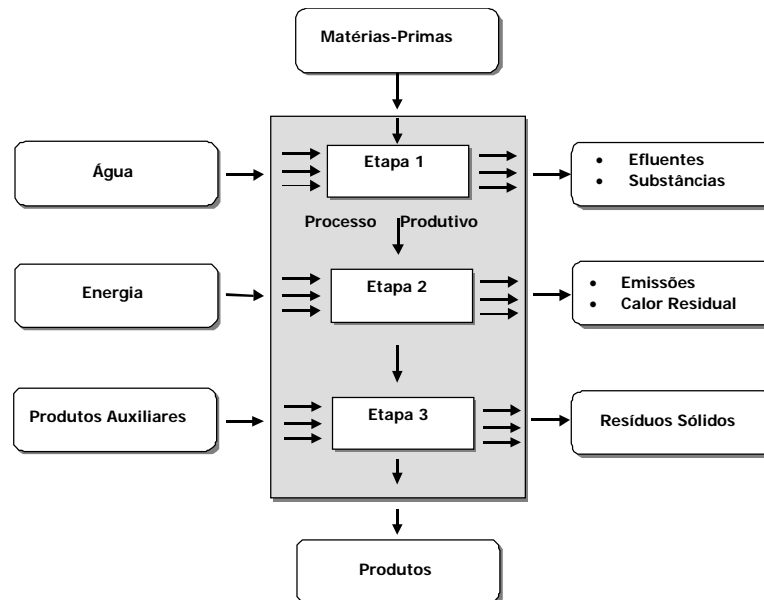 Matérias-Primas
Água
Etapa 1
• Efluentes
• Substâncias
Processo Produtivo
Energia
Etapa 2
• Emissões
• Calor Residual
Produtos Auxiliares
Etapa 3
Resíduos Sólidos
Produtos